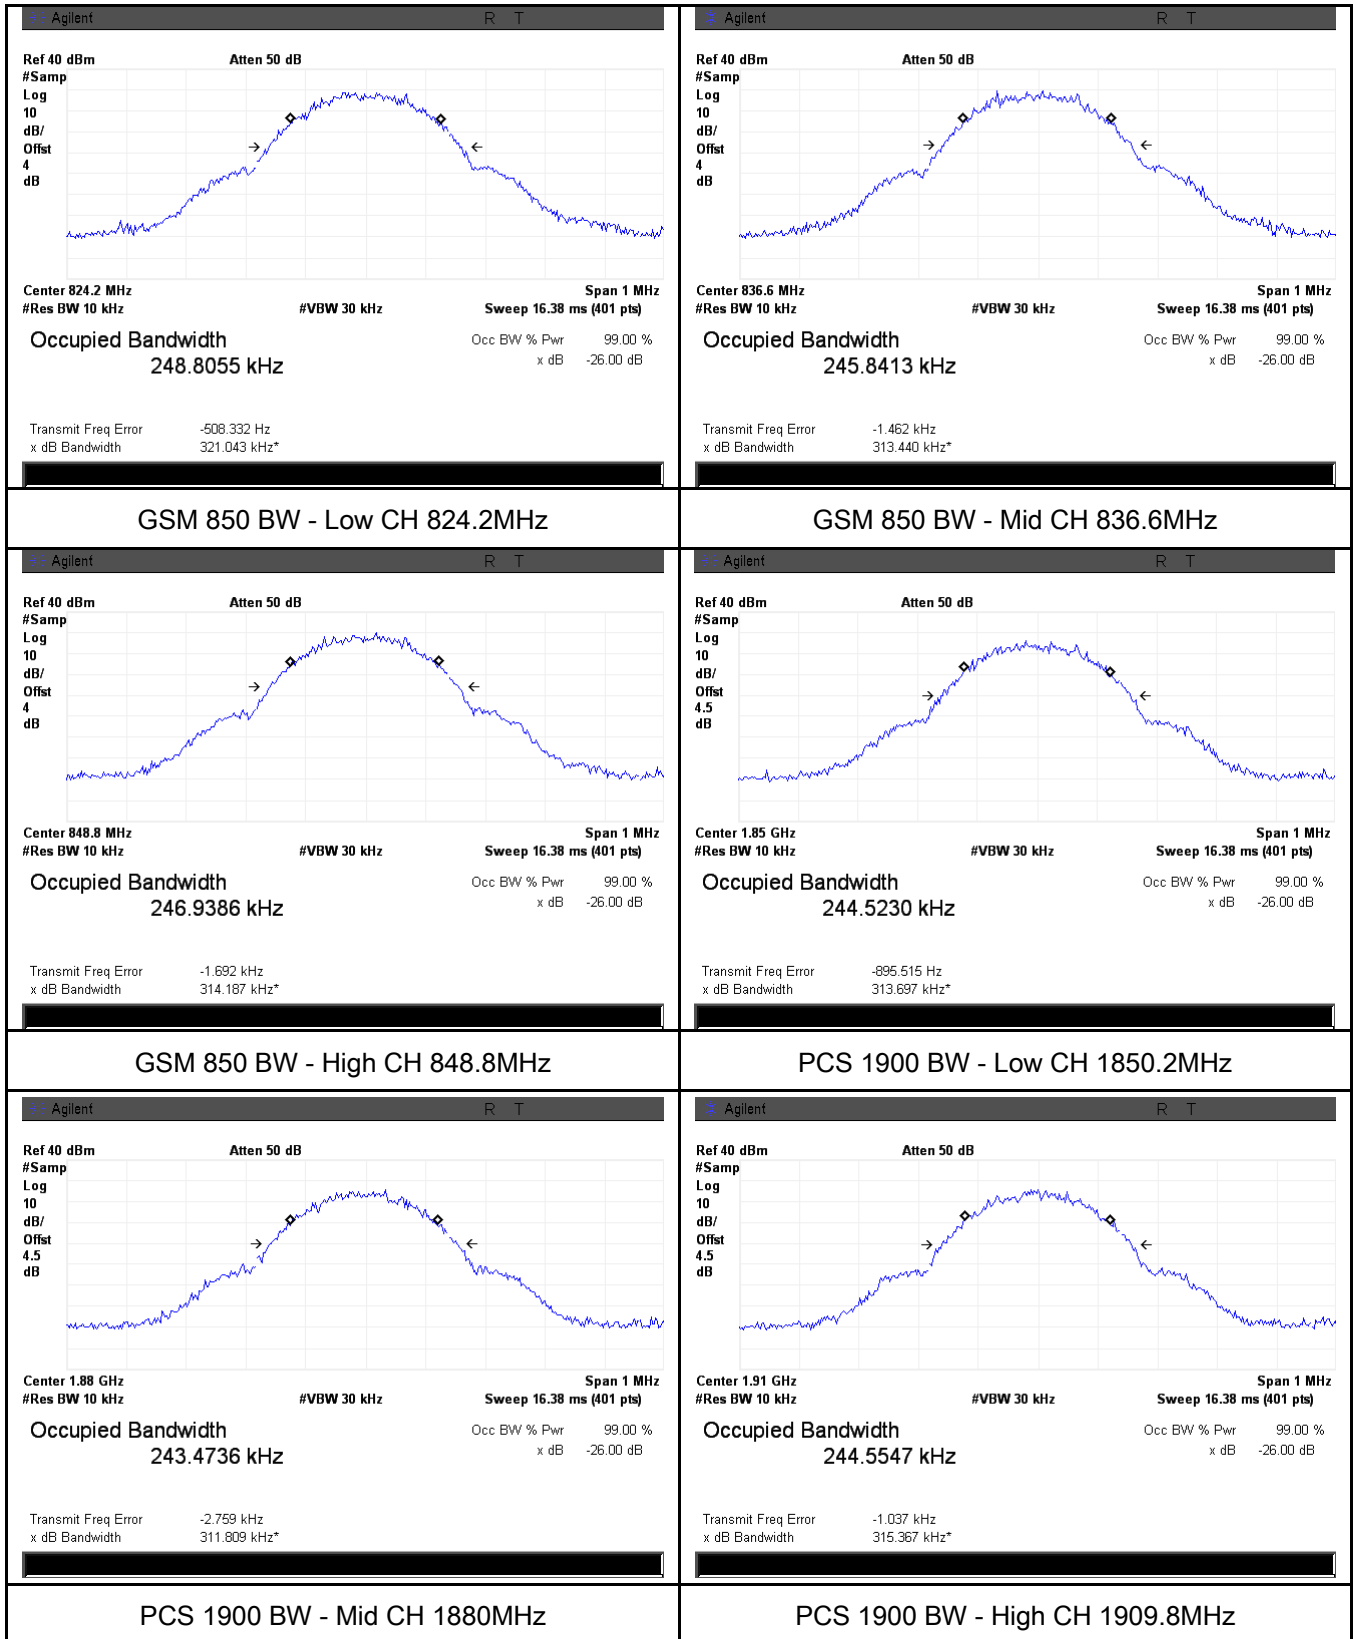 Agilent R T
Ref 40 dBm Atten 50 dB
#Samp
Log
10
dB/
Offst
4
dB
Center 824.2 MHz Span 1 MHz
#Res BW 10 kHz #VBW 30 kHz Sweep 16.38 ms (401 pts)
Occupied Bandwidth Occ BW % Pwr 99.00 %
248.8055 kHz x dB -26.00 dB
Transmit Freq Error -508.332 Hz
x dB Bandwidth 321.043 kHz*
GSM 850 BW - Low CH 824.2MHz
Agilent R T
Ref 40 dBm Atten 50 dB
#Samp
Log
10
dB/
Offst
4
dB
Center 836.6 MHz Span 1 MHz
#Res BW 10 kHz #VBW 30 kHz Sweep 16.38 ms (401 pts)
Occupied Bandwidth Occ BW % Pwr 99.00 %
245.8413 kHz x dB -26.00 dB
Transmit Freq Error -1.462 kHz
x dB Bandwidth 313.440 kHz*
GSM 850 BW - Mid CH 836.6MHz
Agilent R T
Ref 40 dBm Atten 50 dB
#Samp
Log
10
dB/
Offst
4
dB
Center 848.8 MHz Span 1 MHz
#Res BW 10 kHz #VBW 30 kHz Sweep 16.38 ms (401 pts)
Occupied Bandwidth Occ BW % Pwr 99.00 %
246.9386 kHz x dB -26.00 dB
Transmit Freq Error -1.692 kHz
x dB Bandwidth 314.187 kHz*
GSM 850 BW - High CH 848.8MHz
Agilent R T
Ref 40 dBm Atten 50 dB
#Samp
Log
10
dB/
Offst
4.5
dB
Center 1.85 GHz Span 1 MHz
#Res BW 10 kHz #VBW 30 kHz Sweep 16.38 ms (401 pts)
Occupied Bandwidth Occ BW % Pwr 99.00 %
244.5230 kHz x dB -26.00 dB
Transmit Freq Error -895.515 Hz
x dB Bandwidth 313.697 kHz*
PCS 1900 BW - Low CH 1850.2MHz
Agilent R T
Ref 40 dBm Atten 50 dB
#Samp
Log
10
dB/
Offst
4.5
dB
Center 1.88 GHz Span 1 MHz
#Res BW 10 kHz #VBW 30 kHz Sweep 16.38 ms (401 pts)
Occupied Bandwidth Occ BW % Pwr 99.00 %
243.4736 kHz x dB -26.00 dB
Transmit Freq Error -2.759 kHz
x dB Bandwidth 311.809 kHz*
PCS 1900 BW - Mid CH 1880MHz
Agilent R T
Ref 40 dBm Atten 50 dB
#Samp
Log
10
dB/
Offst
4.5
dB
Center 1.91 GHz Span 1 MHz
#Res BW 10 kHz #VBW 30 kHz Sweep 16.38 ms (401 pts)
Occupied Bandwidth Occ BW % Pwr 99.00 %
244.5547 kHz x dB -26.00 dB
Transmit Freq Error -1.037 kHz
x dB Bandwidth 315.367 kHz*
PCS 1900 BW - High CH 1909.8MHz